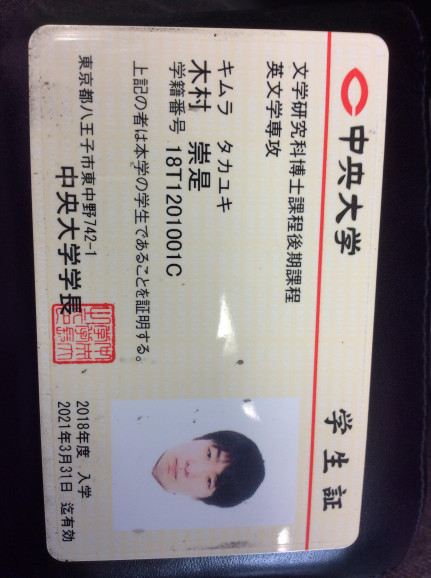 中央大学 学生証
文学研究科博士課程後期課程
英文学専攻
キムラ タカユキ
木村 崇是
学籍番号 18T1201001C
上記の者は本学の学生であることを証明する。
2018年度 入学
2021年3月31日 迄有効
東京都八王子市東中野742-1
中央大学学長